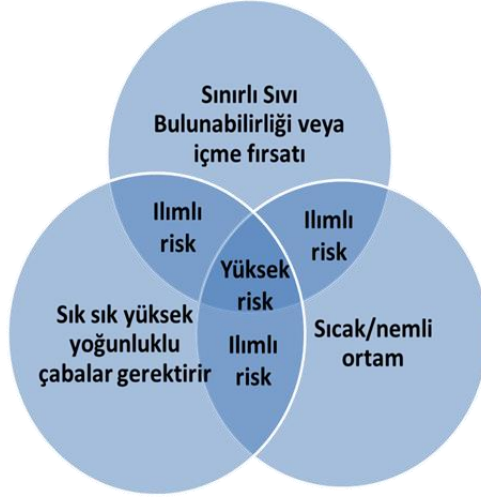 Sınırlı Sıvı
Bulunabilirliği veya
içme fırsatı
Ilımlı
risk
Ilımlı
risk
Yüksek
risk
Sık sık yüksek
yoğunluklu
çabalar gerektirir
Ilımlı
risk
Sıcak/nemli
ortam